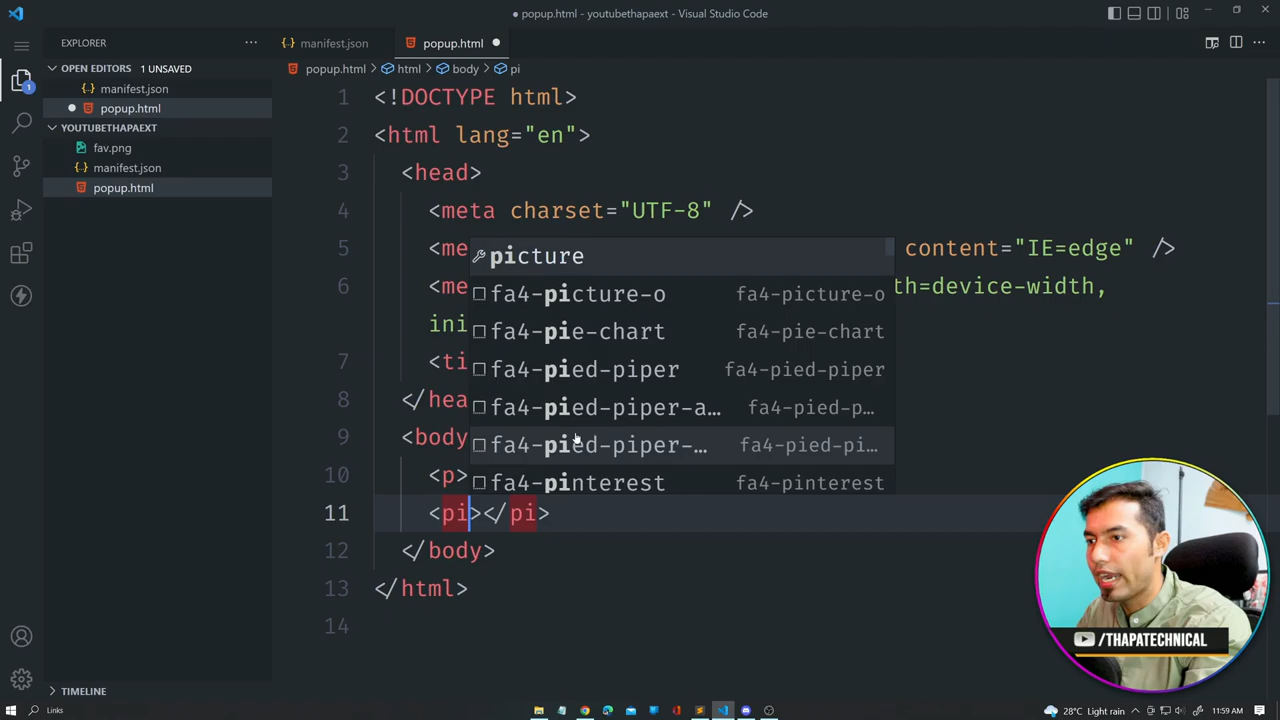 popup.html - youtubethapaext - Visual Studio Code
EXPLORER
manifest.json
popup.html
OPEN EDITORS 1 UNSAVED
popup.html > html > body > pi
manifest.json
popup.html
YOUTUBETHAPAEXT
fav.png
manifest.json
popup.html
1 <!DOCTYPE html>
2 <html lang="en">
3 <head>
4 <meta charset="UTF-8" />
5 <me content="IE=edge" />
6 <me th=device-width,
ini
7 <ti
8 </hea
9 <body
10 <p>
11 <pi></pi>
12 </body>
13 </html>
14
picture
fa4-picture-o fa4-picture-o
fa4-pie-chart fa4-pie-chart
fa4-pied-piper fa4-pied-piper
fa4-pied-piper-a… fa4-pied-p…
fa4-pied-piper-… fa4-pied-pi…
fa4-pinterest fa4-pinterest
/THAPATECHNICAL
TIMELINE
Links
28°C Light rain
11:59 AM
1